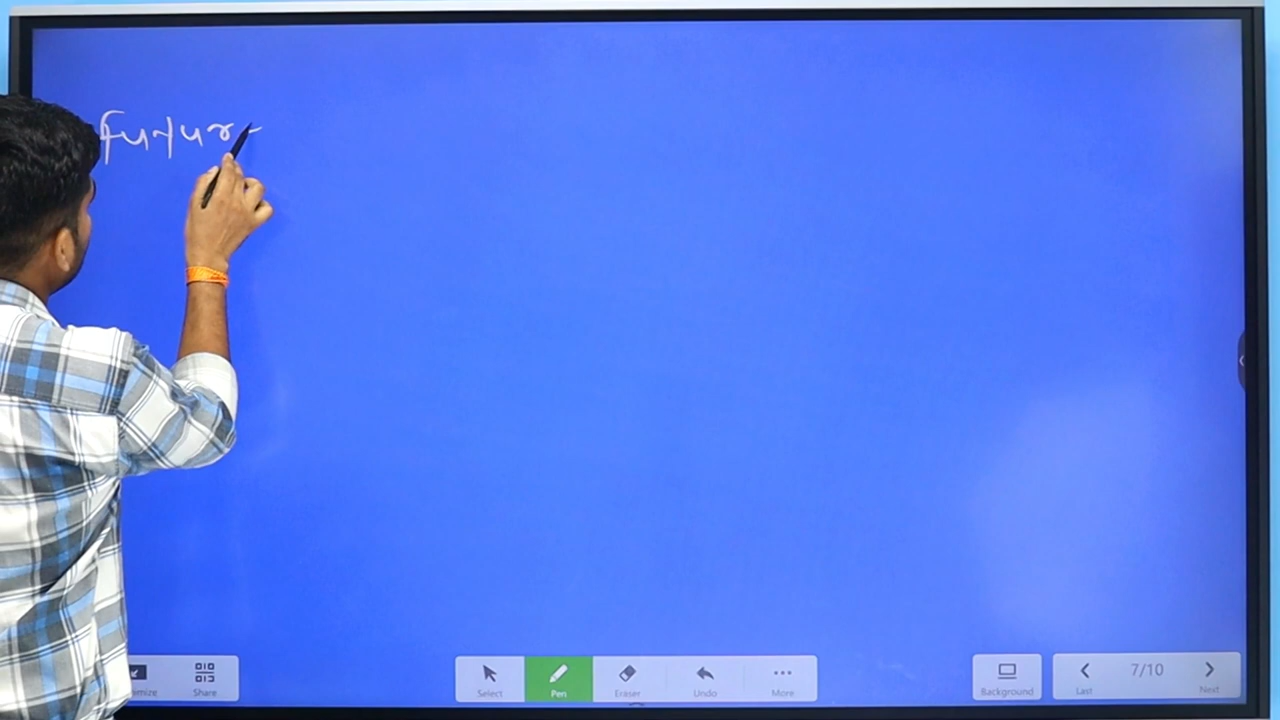 futur
Select
Pen
Eraser
Undo
More
Share
Background
7/10
Last
Next